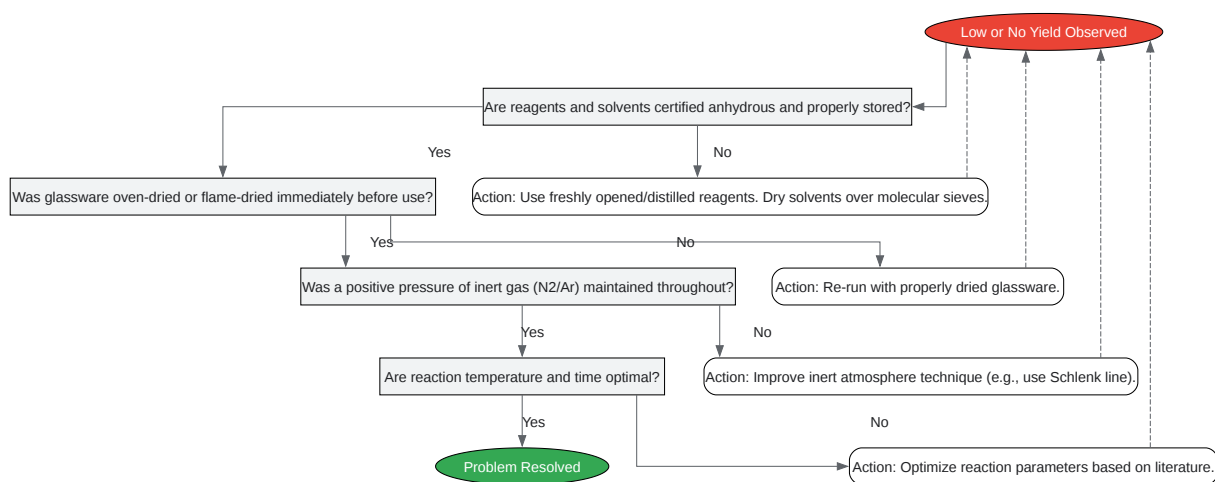 Low or No Yield Observed
Are reagents and solvents certified anhydrous and properly stored?
Yes
No
Was glassware oven-dried or flame-dried immediately before use?
Action: Use freshly opened/distilled reagents. Dry solvents over molecular sieves.
Yes
No
Was a positive pressure of inert gas (N2/Ar) maintained throughout?
Action: Re-run with properly dried glassware.
Yes
No
Are reaction temperature and time optimal?
Action: Improve inert atmosphere technique (e.g., use Schlenk line).
Yes
No
Problem Resolved
Action: Optimize reaction parameters based on literature.